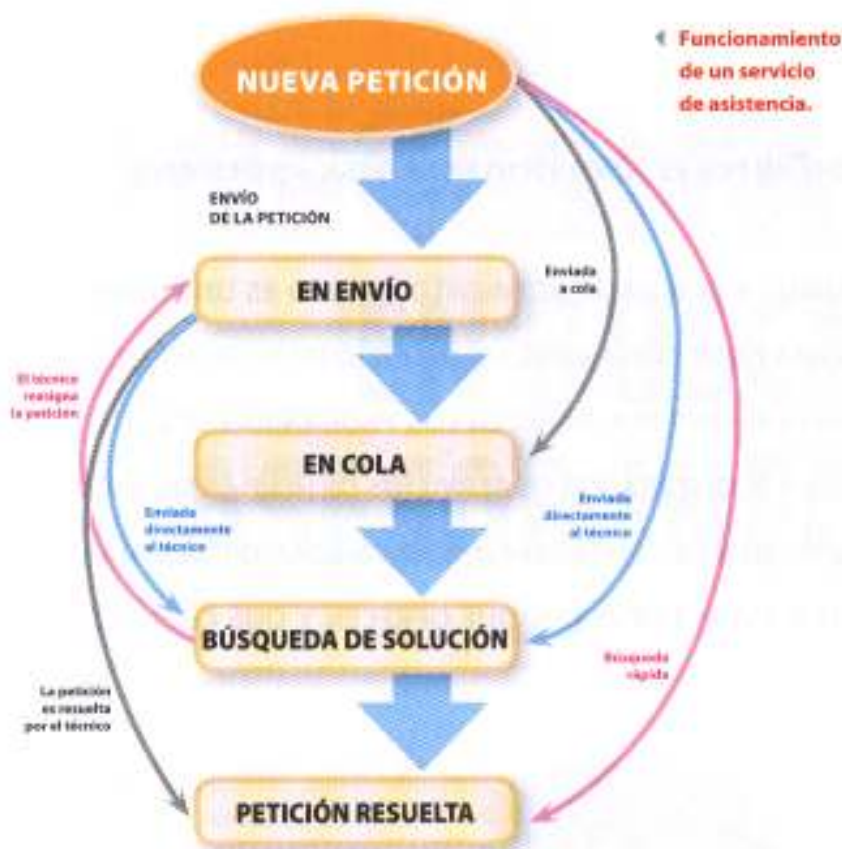 NUEVA PETICIÓN
Funcionamiento
de un servicio
de asistencia.
ENVÍO
DE LA PETICIÓN
EN ENVÍO
Enviada
a cola
El técnico
reasigna
la petición
EN COLA
Enviada
directamente
al técnico
Enviada
directamente
al técnico
BÚSQUEDA DE SOLUCIÓN
Búsqueda
rápida
La petición
es resuelta
por el técnico
PETICIÓN RESUELTA